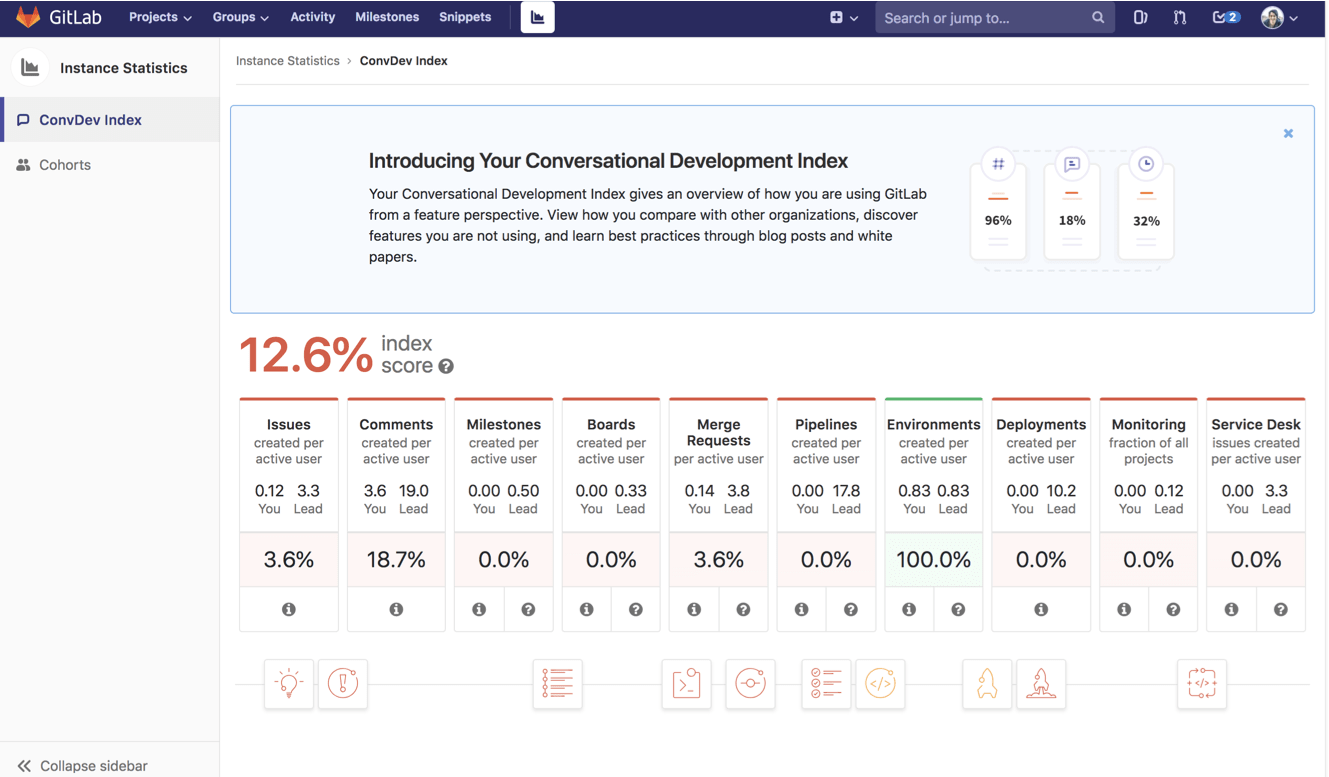 GitLab Projects Groups Activity Milestones Snippets Search or jump to... 2
Instance Statistics
ConvDev Index
Cohorts
Collapse sidebar
Instance Statistics › ConvDev Index
Introducing Your Conversational Development Index
Your Conversational Development Index gives an overview of how you are using GitLab
from a feature perspective. View how you compare with other organizations, discover
features you are not using, and learn best practices through blog posts and white
papers.
96% 18% 32%
12.6% index
score
Issues
created per
active user
0.12 3.3
You Lead
3.6%
Comments
created per
active user
3.6 19.0
You Lead
18.7%
Milestones
created per
active user
0.00 0.50
You Lead
0.0%
Boards
created per
active user
0.00 0.33
You Lead
0.0%
Merge
Requests
per active user
0.14 3.8
You Lead
3.6%
Pipelines
created per
active user
0.00 17.8
You Lead
0.0%
Environments
created per
active user
0.83 0.83
You Lead
100.0%
Deployments
created per
active user
0.00 10.2
You Lead
0.0%
Monitoring
fraction of all
projects
0.00 0.12
You Lead
0.0%
Service Desk
issues created
per active user
0.00 3.3
You Lead
0.0%